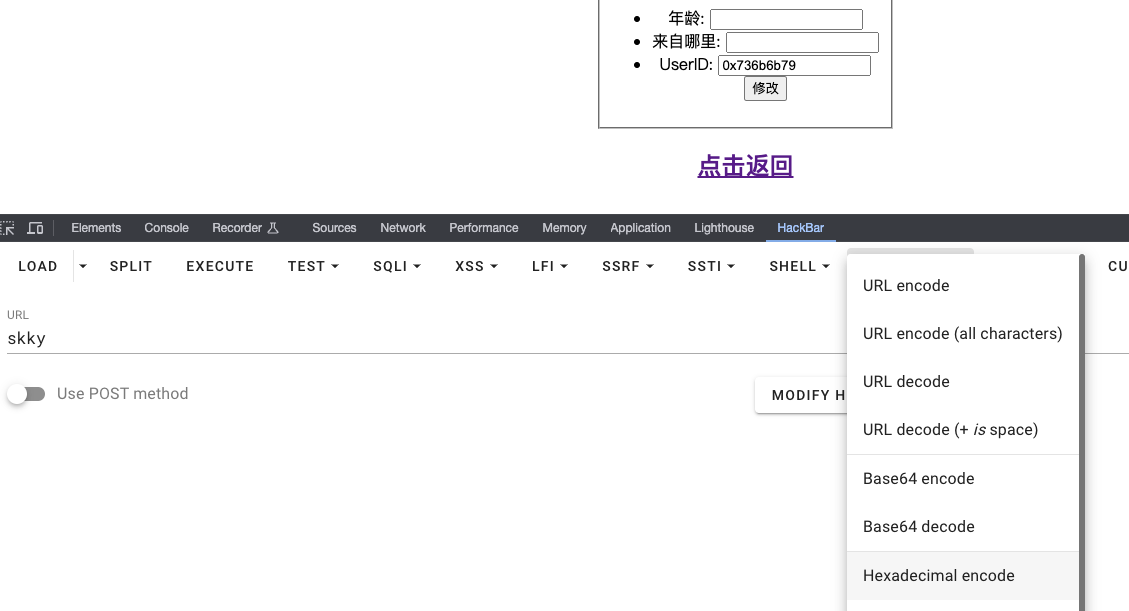 年龄:
来自哪里:
UserID: 0x736b6b79
修改
点击返回
Elements Console Recorder Sources Network Performance Memory Application Lighthouse HackBar
LOAD SPLIT EXECUTE TEST SQLI XSS LFI SSRF SSTI SHELL CU
URL
skky
Use POST method
MODIFY H
URL encode
URL encode (all characters)
URL decode
URL decode (+ is space)
Base64 encode
Base64 decode
Hexadecimal encode